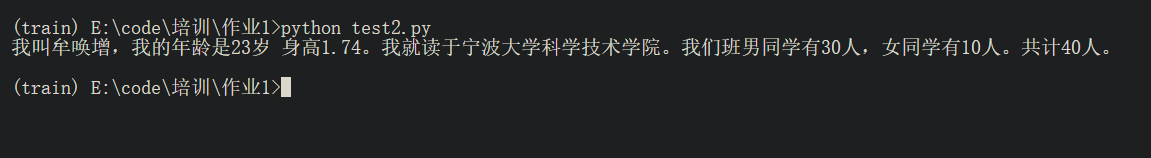 (train) E:\code\培训\作业1>python test2.py
我叫牟唤增，我的年龄是23岁 身高1.74。我就读于宁波大学科学技术学院。我们班男同学有30人，女同学有10人。共计40人。
(train) E:\code\培训\作业1>